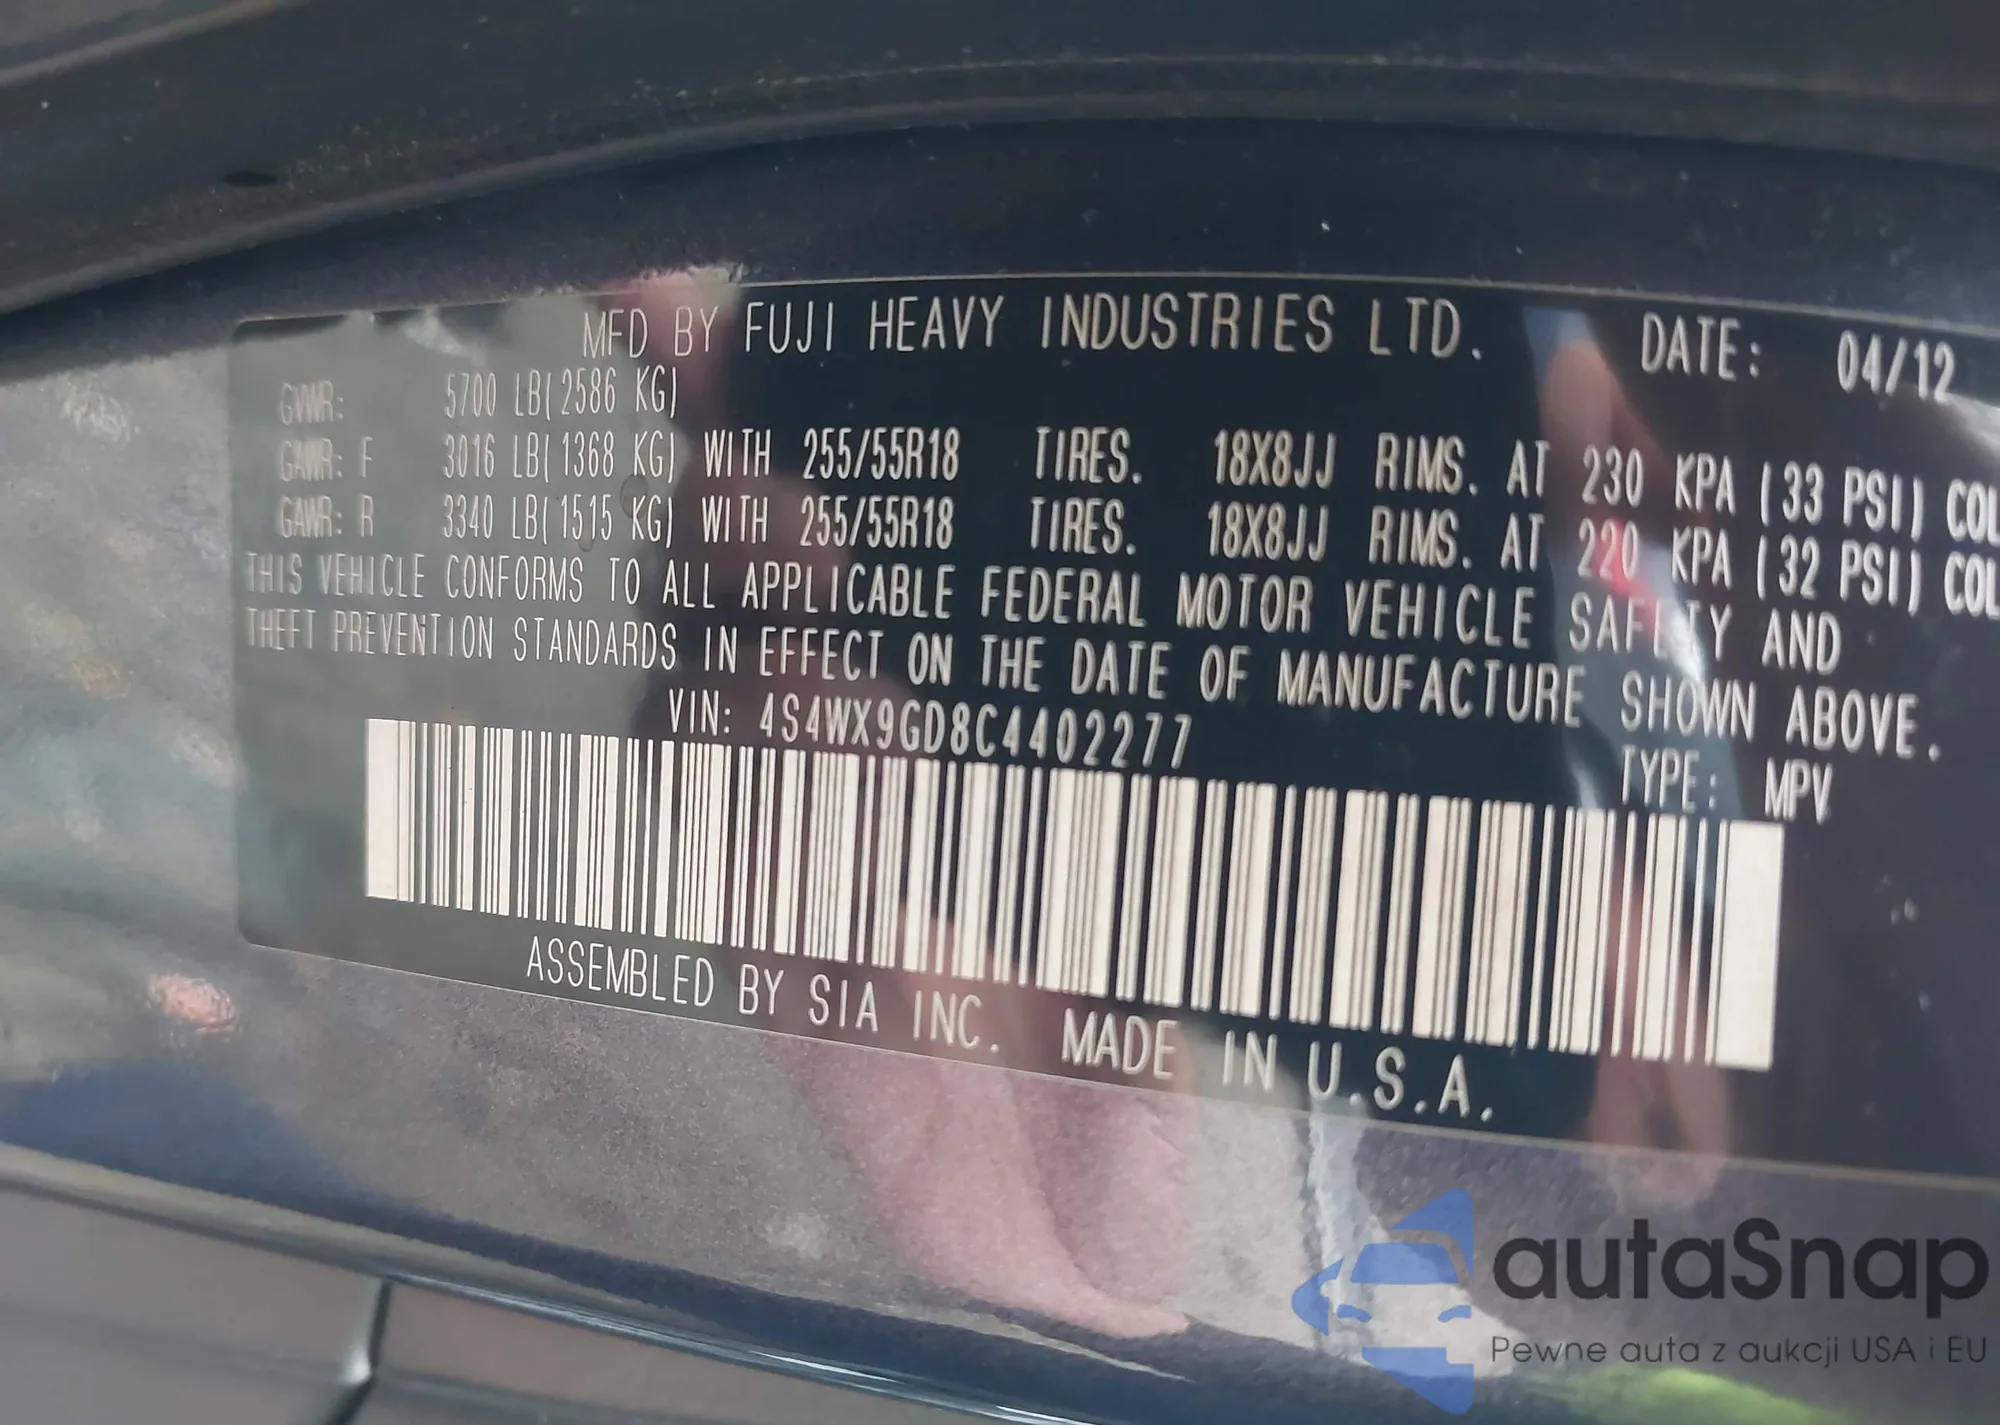 MFD BY FUJI HEAVY INDUSTRIES LTD. DATE: 04/12
GVWR: 5700 LB(2586 KG)
GAWR: F 3016 LB(1368 KG) WITH 255/55R18 TIRES. 18X8JJ RIMS. AT 230 KPA (33 PSI) COL
GAWR: R 3340 LB(1515 KG) WITH 255/55R18 TIRES. 18X8JJ RIMS. AT 220 KPA (32 PSI) COL
THIS VEHICLE CONFORMS TO ALL APPLICABLE FEDERAL MOTOR VEHICLE SAFETY AND
THEFT PREVENTION STANDARDS IN EFFECT ON THE DATE OF MANUFACTURE SHOWN ABOVE.
VIN: 4S4WX9GD8C4402277
TYPE: MPV
ASSEMBLED BY SIA INC. MADE IN U.S.A.
autaSnap
Pewne auta z aukcji USA i EU